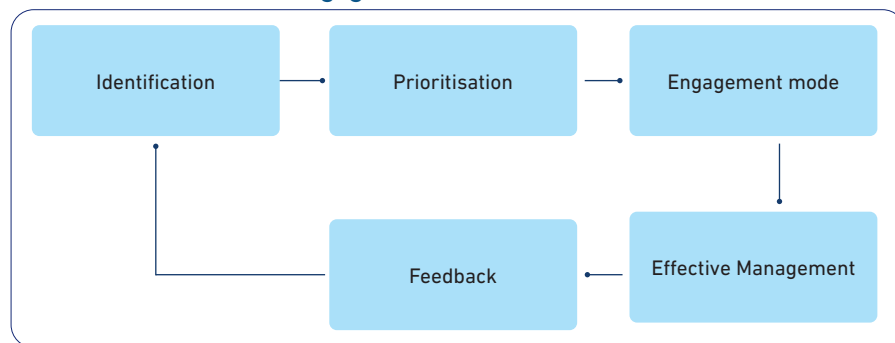 Identification
Prioritisation
Engagement mode
Effective Management
Feedback